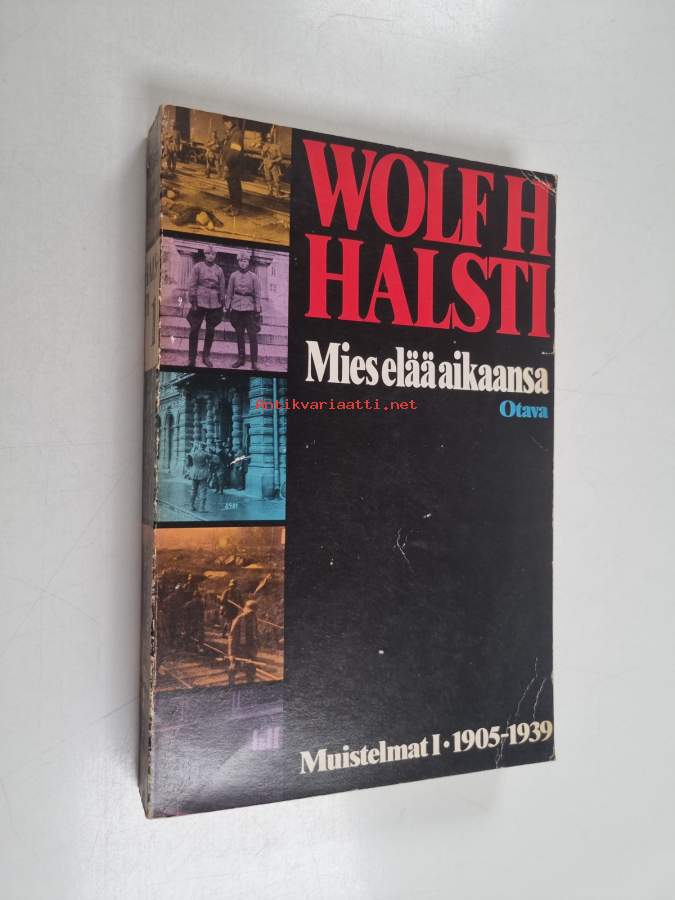 WOLF H
HALSTI
Mies elää aikaansa
Antikvariaatti.net
Otava
Muistelmat I • 1905–1939